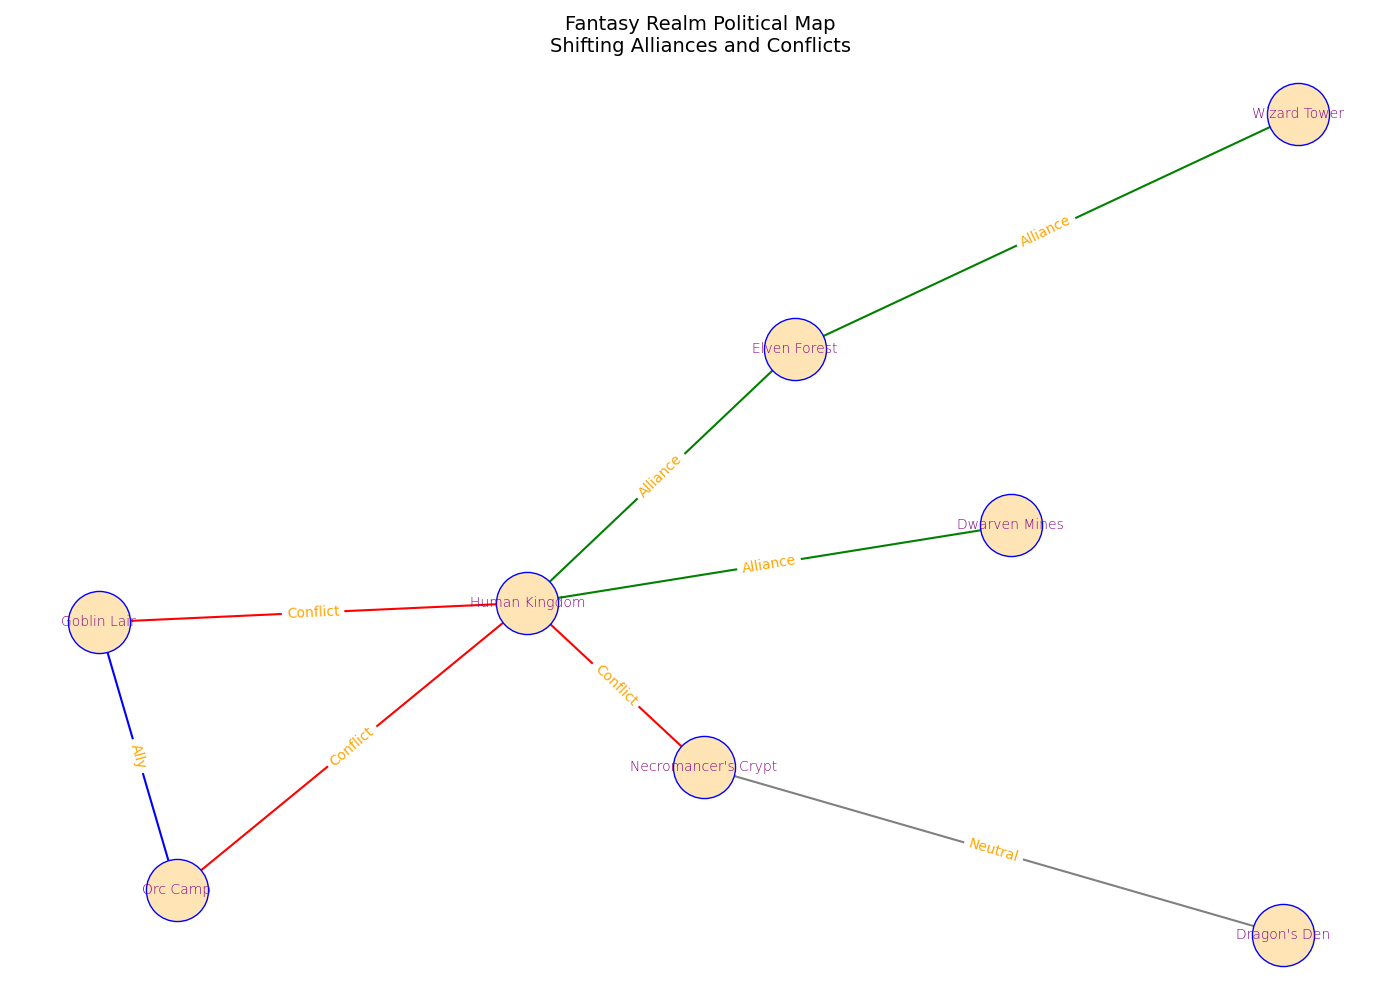 Fantasy Realm Political Map
Shifting Alliances and Conflicts
Wizard Tower
Alliance
Elven Forest
Alliance
Dwarven Mines
Alliance
Human Kingdom
Conflict
Goblin Lair
Conflict
Ally
Conflict
Necromancer's Crypt
Neutral
Orc Camp
Dragon's Den